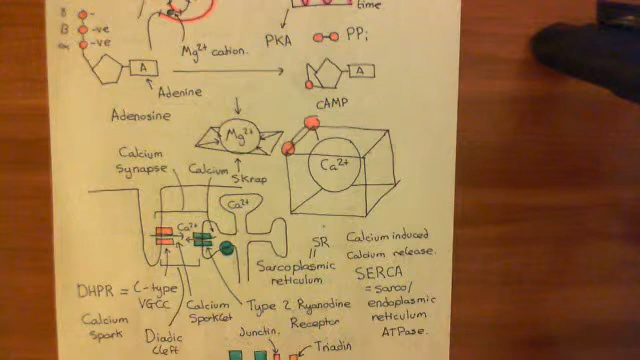 time
γ -
β -ve
α -ve
Mg²⁺ cation.
PKA
PPi
A
Adenine
Adenosine
A
cAMP
Mg²⁺
Skrap
Ca²⁺
Calcium
Synapse
Calcium
Ca²⁺
Ca²⁺
SR
"
Sarcoplasmic
reticulum
Calcium induced
Calcium release.
SERCA
= sarco/
endoplasmic
reticulum
ATPase.
DHPR = C-type
VGCC
Calcium
Spark
Diadic
cleft
Calcium
Sparklet
Type 2 Ryanodine
Receptor
Junctin.
Triadin